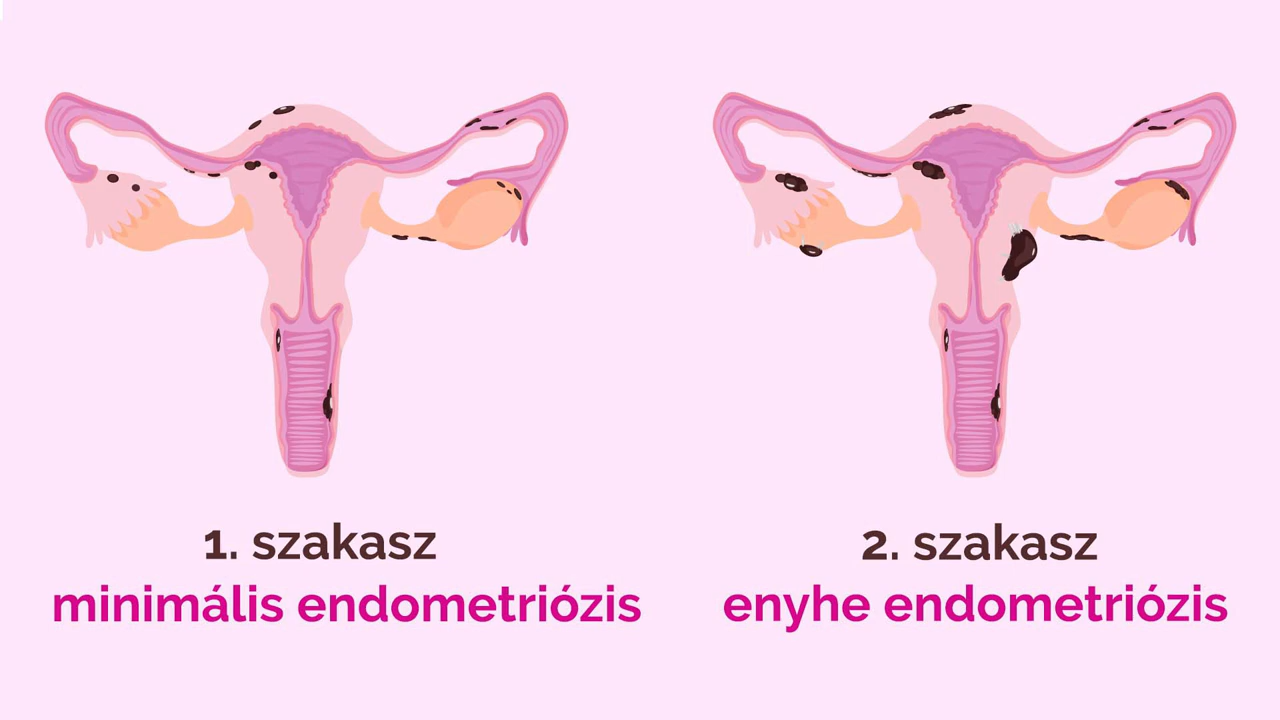 1. szakasz
minimális endometriózis
2. szakasz
enyhe endometriózis